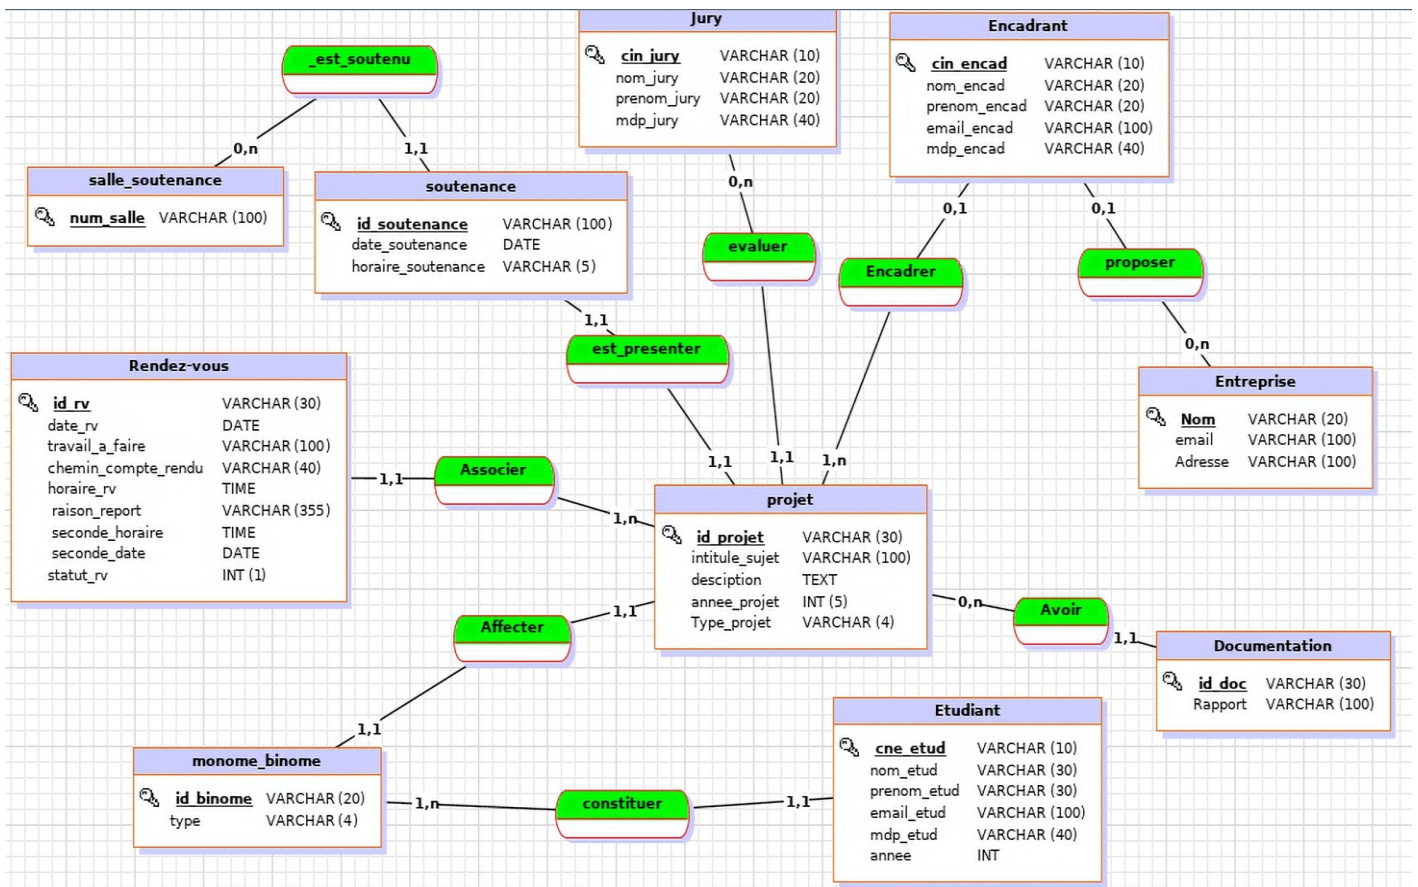 Jury
cin_jury VARCHAR (10)
nom_jury VARCHAR (20)
prenom_jury VARCHAR (20)
mdp_jury VARCHAR (40)
Encadrant
cin_encad VARCHAR (10)
nom_encad VARCHAR (20)
prenom_encad VARCHAR (20)
email_encad VARCHAR (100)
mdp_encad VARCHAR (40)
_est_soutenu
0,n
1,1
salle_soutenance
num_salle VARCHAR (100)
soutenance
id_soutenance VARCHAR (100)
date_soutenance DATE
horaire_soutenance VARCHAR (5)
0,n
evaluer
0,1
Encadrer
0,1
proposer
1,1
est_presenter
0,n
Entreprise
Nom VARCHAR (20)
email VARCHAR (100)
Adresse VARCHAR (100)
Rendez-vous
id_rv VARCHAR (30)
date_rv DATE
travail_a_faire VARCHAR (100)
chemin_compte_rendu VARCHAR (40)
horaire_rv TIME
raison_report VARCHAR (355)
seconde_horaire TIME
seconde_date DATE
statut_rv INT (1)
1,1
Associer
1,n
1,1
1,1
1,n
projet
id_projet VARCHAR (30)
intitule_sujet VARCHAR (100)
desciption TEXT
annee_projet INT (5)
Type_projet VARCHAR (4)
0,n
Avoir
1,1
Documentation
id_doc VARCHAR (30)
Rapport VARCHAR (100)
1,1
Affecter
1,1
monome_binome
id_binome VARCHAR (20)
type VARCHAR (4)
1,n
constituer
1,1
Etudiant
cne_etud VARCHAR (10)
nom_etud VARCHAR (30)
prenom_etud VARCHAR (30)
email_etud VARCHAR (100)
mdp_etud VARCHAR (40)
annee INT